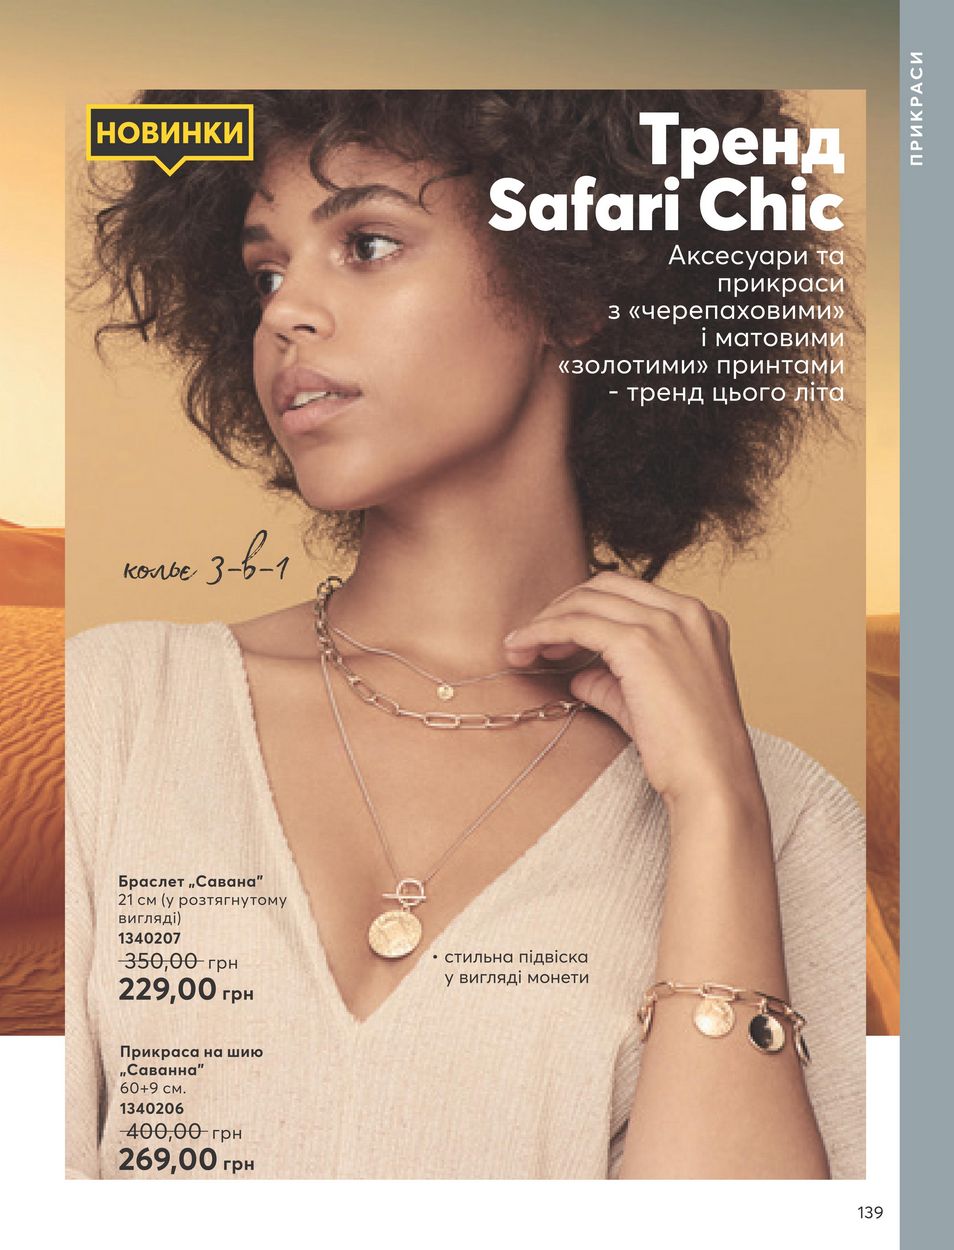 ПРИКРАСИ
НОВИНКИ
Тренд
Safari Chic
Аксесуари та
прикраси
з «черепаховими»
і матовими
«золотими» принтами
- тренд цього літа
кольє 3-в-1
Браслет „Савана”
21 см (у розтягнутому
вигляді)
1340207
350,00 грн
229,00 грн
• стильна підвіска
у вигляді монети
Прикраса на шию
„Саванна”
60+9 см.
1340206
400,00 грн
269,00 грн
139